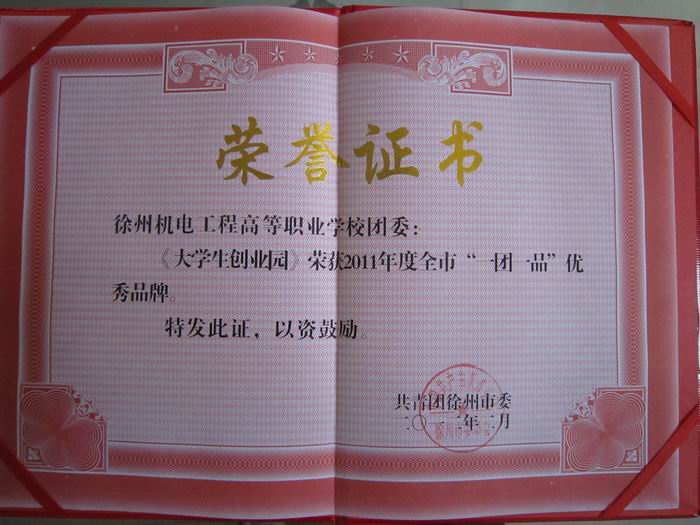 荣誉证书
徐州机电工程高等职业学校团委：
《大学生创业园》荣获2011年度全市“一团一品”优
秀品牌。
特发此证，以资鼓励。
共青团徐州市委
二〇一二年二月